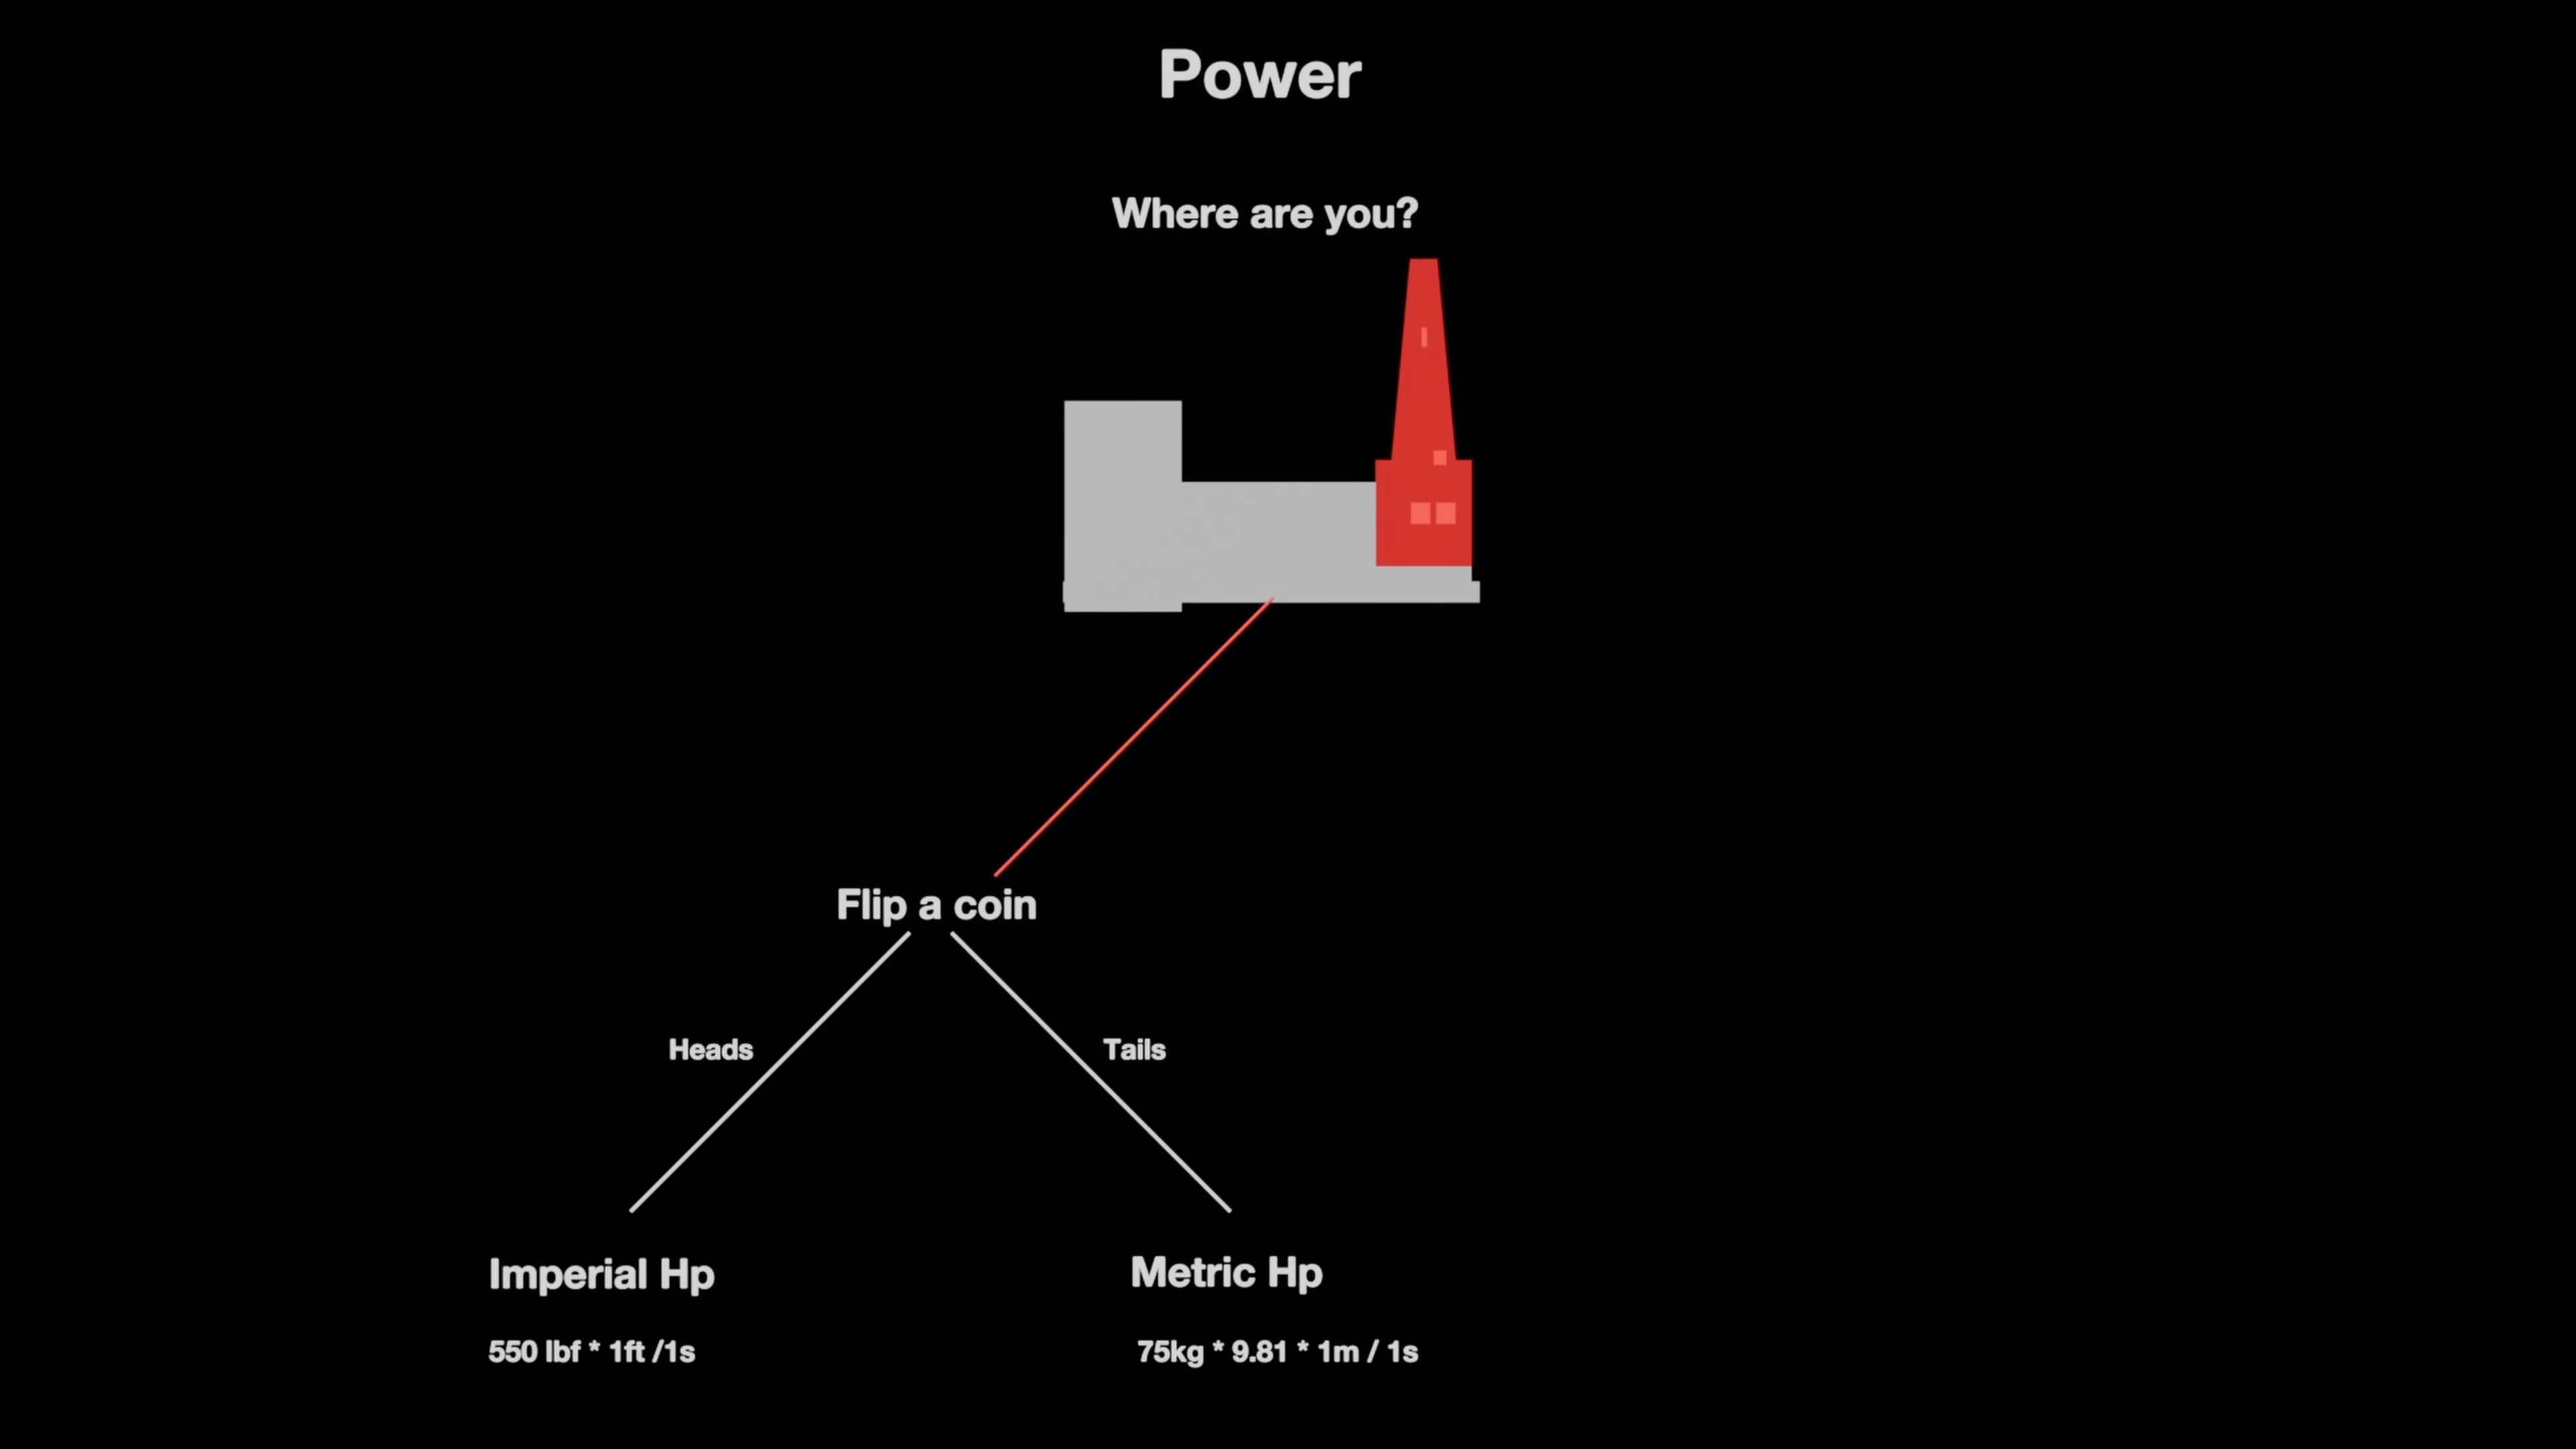 Power
Where are you?
Flip a coin
Heads
Tails
Imperial Hp
Metric Hp
550 lbf * 1ft /1s
75kg * 9.81 * 1m / 1s